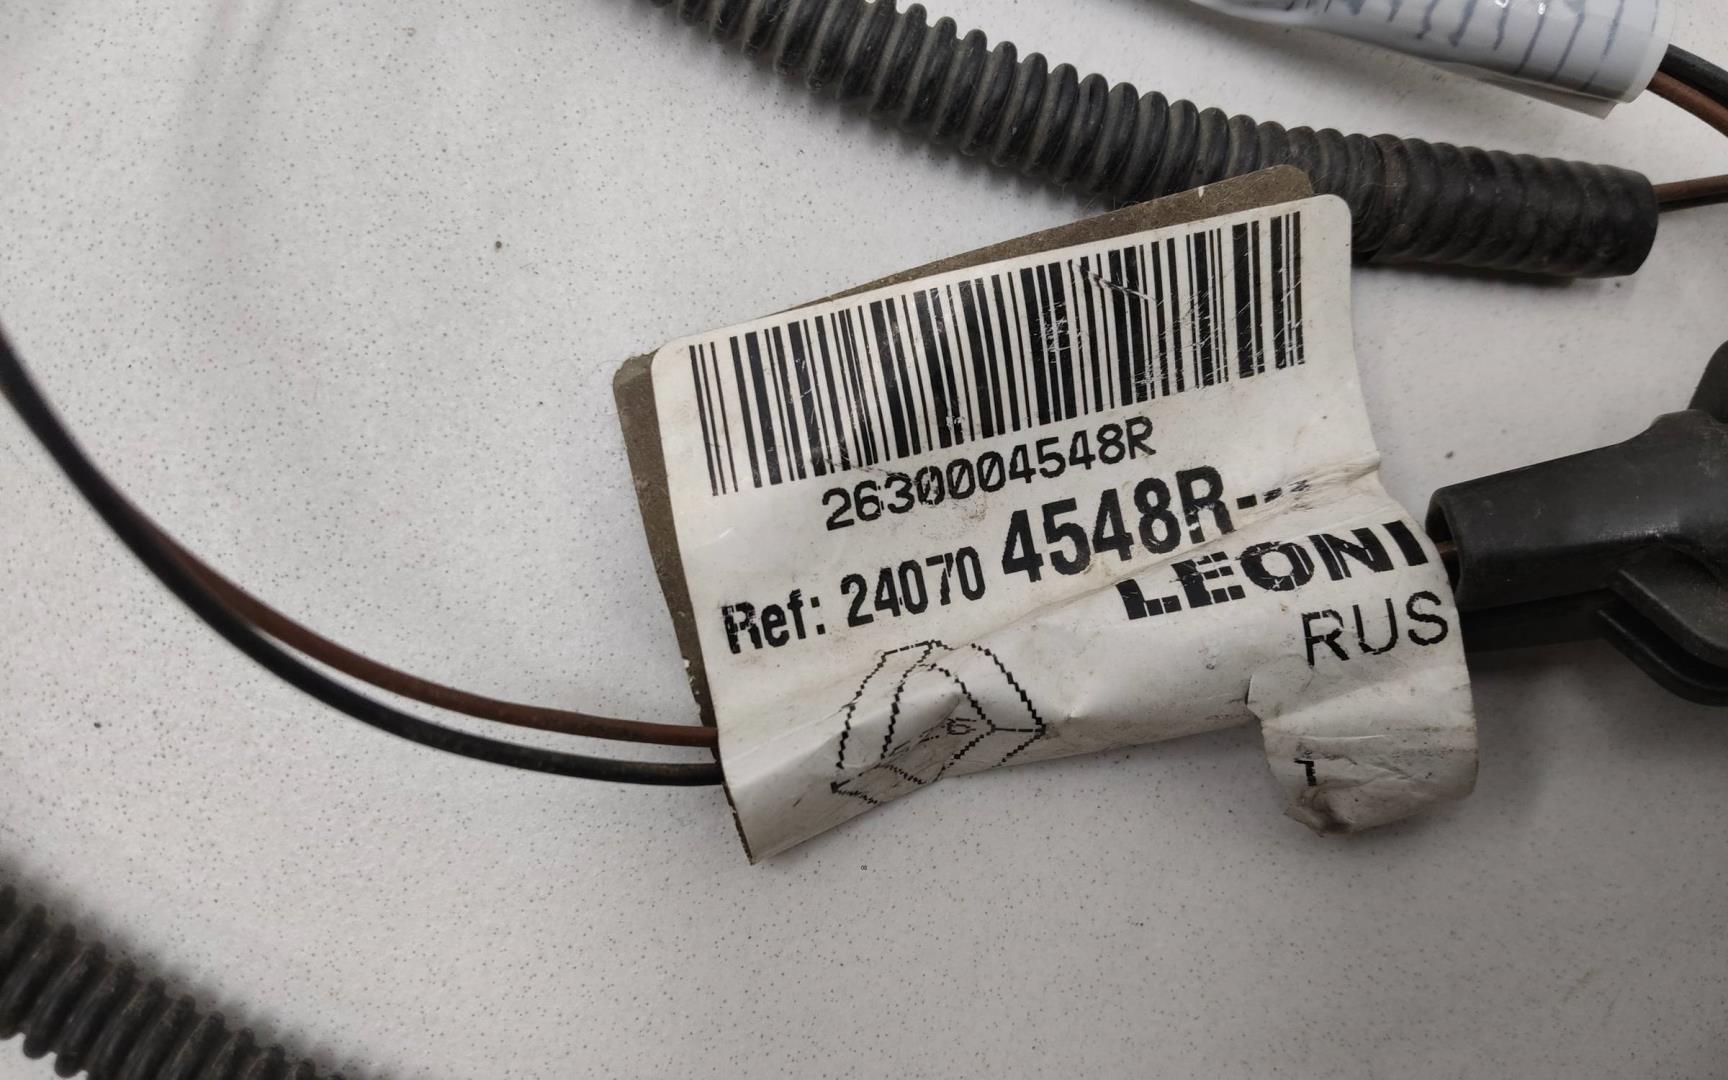 2630004548R
Ref: 24070 4548R---
LEONI
RUS